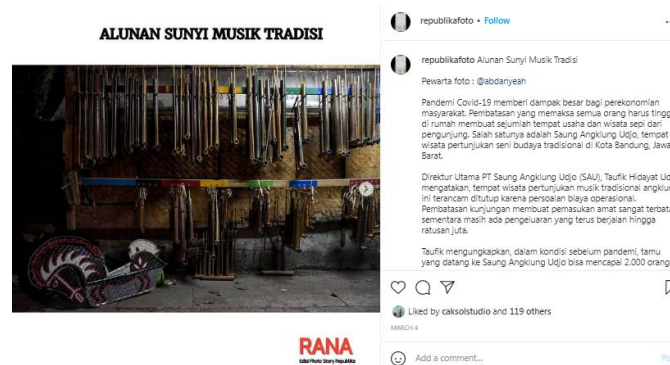 ALUNAN SUNYI MUSIK TRADISI
RANA
Edisi Photo Story Republika
republikafoto • Follow
republikafoto Alunan Sunyi Musik Tradisi
Pewarta foto : @abdanyeah
Pandemi Covid-19 memberi dampak besar bagi perekonomian
masyarakat. Pembatasan yang memaksa semua orang harus
di rumah membuat sejumlah tempat usaha dan wisata sepi dari
pengunjung. Salah satunya adalah Saung Angklung Udjo, tempat
wisata pertunjukan seni budaya tradisional di Kota Bandung, Jawa
Barat.
Direktur Utama PT Saung Angklung Udjo (SAU), Taufik Hidayat
mengatakan, tempat wisata pertunjukan musik tradisional
ini terancam ditutup karena persoalan biaya operasional.
Pembatasan kunjungan membuat pemasukan amat sangat
sementara masih ada pengeluaran yang terus berjalan hingga
ratusan juta.
Taufik mengungkapkan, dalam kondisi sebelum pandemi, tamu
yang datang ke Saung Angklung Udjo bisa mencapai 2.000 orang
Liked by caksolstudio and 119 others
MARCH 4
Add a comment...